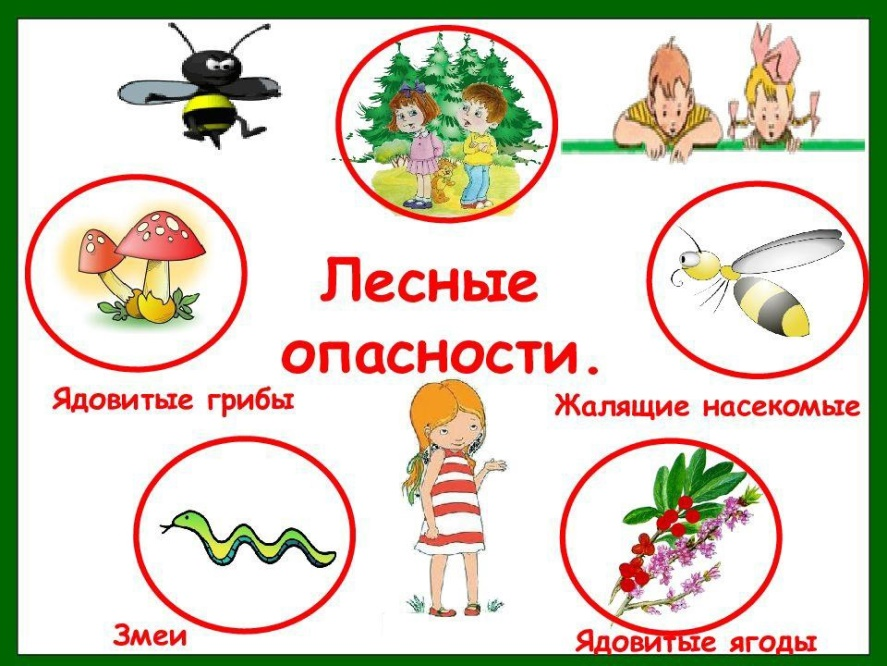 Лесные
опасности.
Ядовитые грибы
Жалящие насекомые
Змеи
Ядовитые ягоды